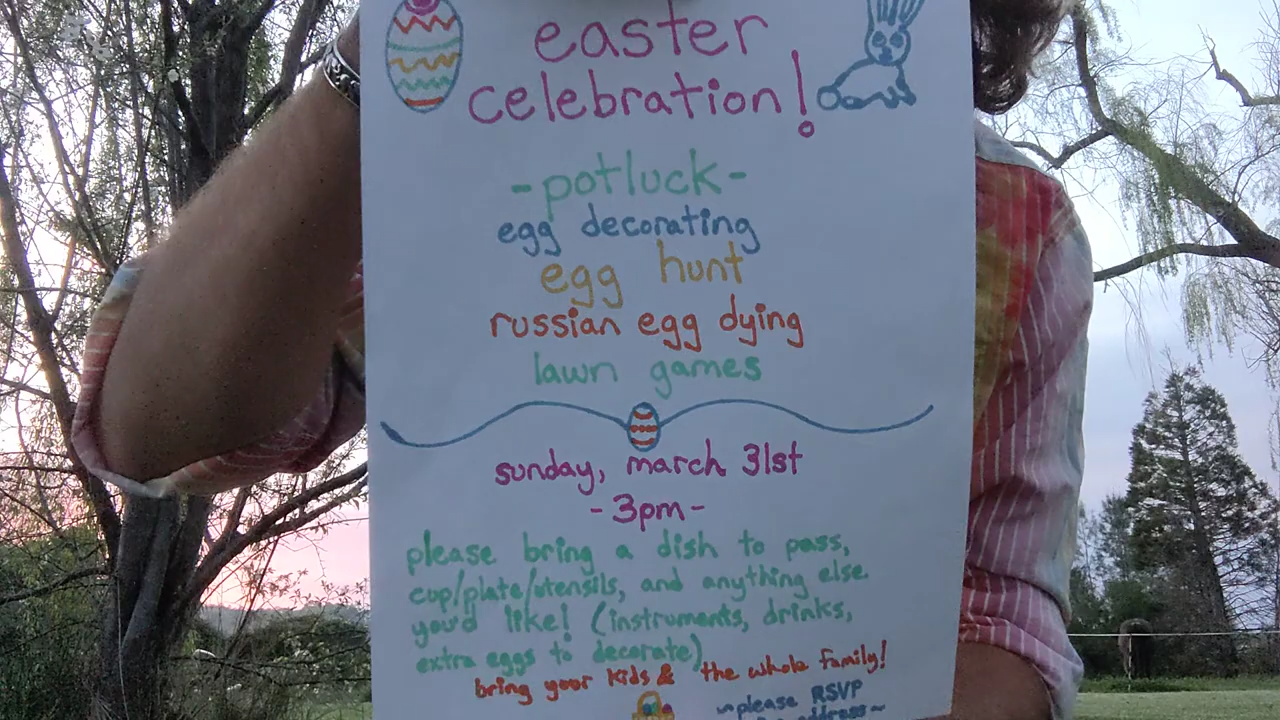 easter
celebration!
-potluck-
egg decorating
egg hunt
russian egg dying
lawn games
sunday, march 31st
-3pm-
please bring a dish to pass,
cup/plate/utensils, and anything else
you'd like! (instruments, drinks,
extra eggs to decorate)
bring your kids & the whole family!
~please RSVP
address~